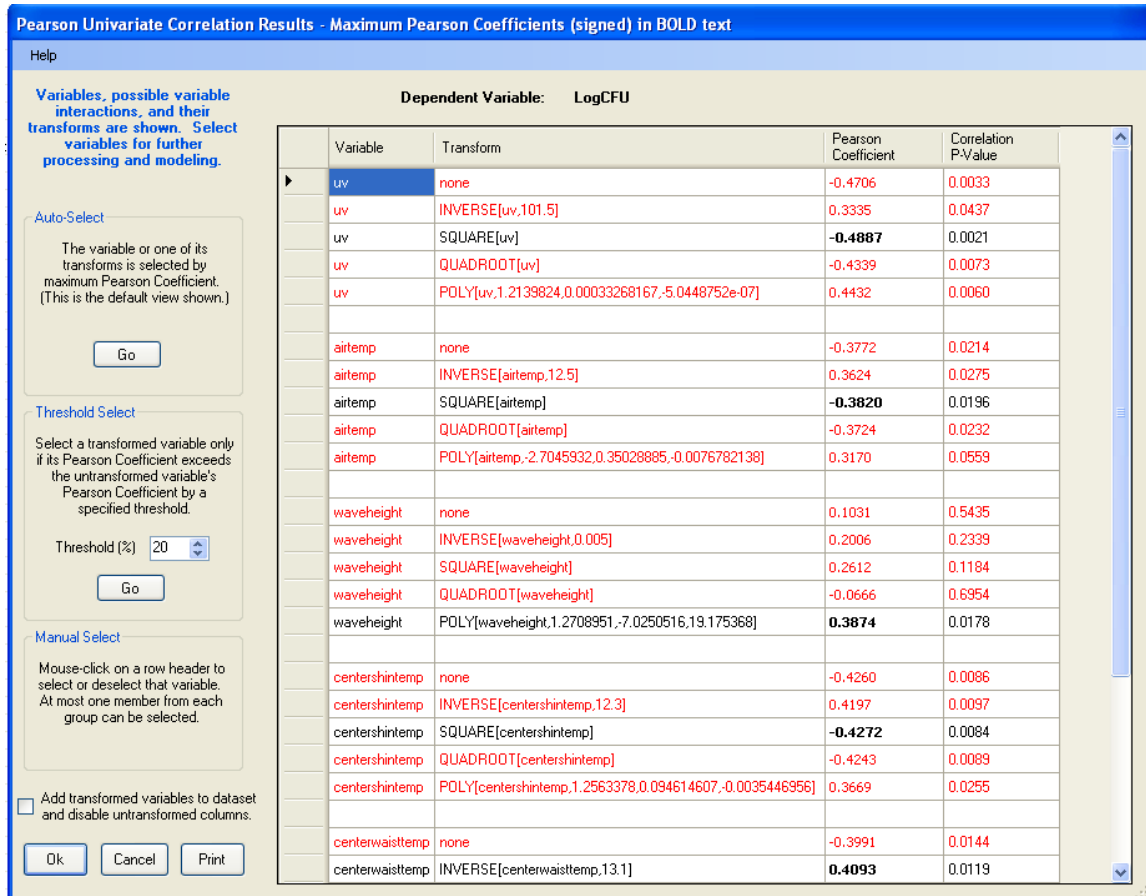 Pearson Univariate Correlation Results - Maximum Pearson Coefficients (signed) in BOLD text
Help
Variables, possible variable
interactions, and their
transforms are shown. Select
variables for further
processing and modeling.
Auto-Select
The variable or one of its
transforms is selected by
maximum Pearson Coefficient.
(This is the default view shown.)
Go
Threshold Select
Select a transformed variable only
if its Pearson Coefficient exceeds
the untransformed variable's
Pearson Coefficient by a
specified threshold.
Threshold (%) 20
Go
Manual Select
Mouse-click on a row header to
select or deselect that variable.
At most one member from each
group can be selected.
Add transformed variables to dataset
and disable untransformed columns.
Ok Cancel Print
Dependent Variable: LogCFU
Variable Transform Pearson Coefficient Correlation P-Value
uv none -0.4706 0.0033
uv INVERSE[uv,101.5] 0.3335 0.0437
uv SQUARE[uv] -0.4887 0.0021
uv QUADROOT[uv] -0.4339 0.0073
uv POLY[uv,1.2139824,0.00033268167,-5.0448752e-07] 0.4432 0.0060
airtemp none -0.3772 0.0214
airtemp INVERSE[airtemp,12.5] 0.3624 0.0275
airtemp SQUARE[airtemp] -0.3820 0.0196
airtemp QUADROOT[airtemp] -0.3724 0.0232
airtemp POLY[airtemp,-2.7045932,0.35028885,-0.0076782138] 0.3170 0.0559
waveheight none 0.1031 0.5435
waveheight INVERSE[waveheight,0.005] 0.2006 0.2339
waveheight SQUARE[waveheight] 0.2612 0.1184
waveheight QUADROOT[waveheight] -0.0666 0.6954
waveheight POLY[waveheight,1.2708951,-7.0250516,19.175368] 0.3874 0.0178
centershintemp none -0.4260 0.0086
centershintemp INVERSE[centershintemp,12.3] 0.4197 0.0097
centershintemp SQUARE[centershintemp] -0.4272 0.0084
centershintemp QUADROOT[centershintemp] -0.4243 0.0089
centershintemp POLY[centershintemp,1.2563378,0.094614607,-0.0035446956] 0.3669 0.0255
centerwaisttemp none -0.3991 0.0144
centerwaisttemp INVERSE[centerwaisttemp,13.1] 0.4093 0.0119